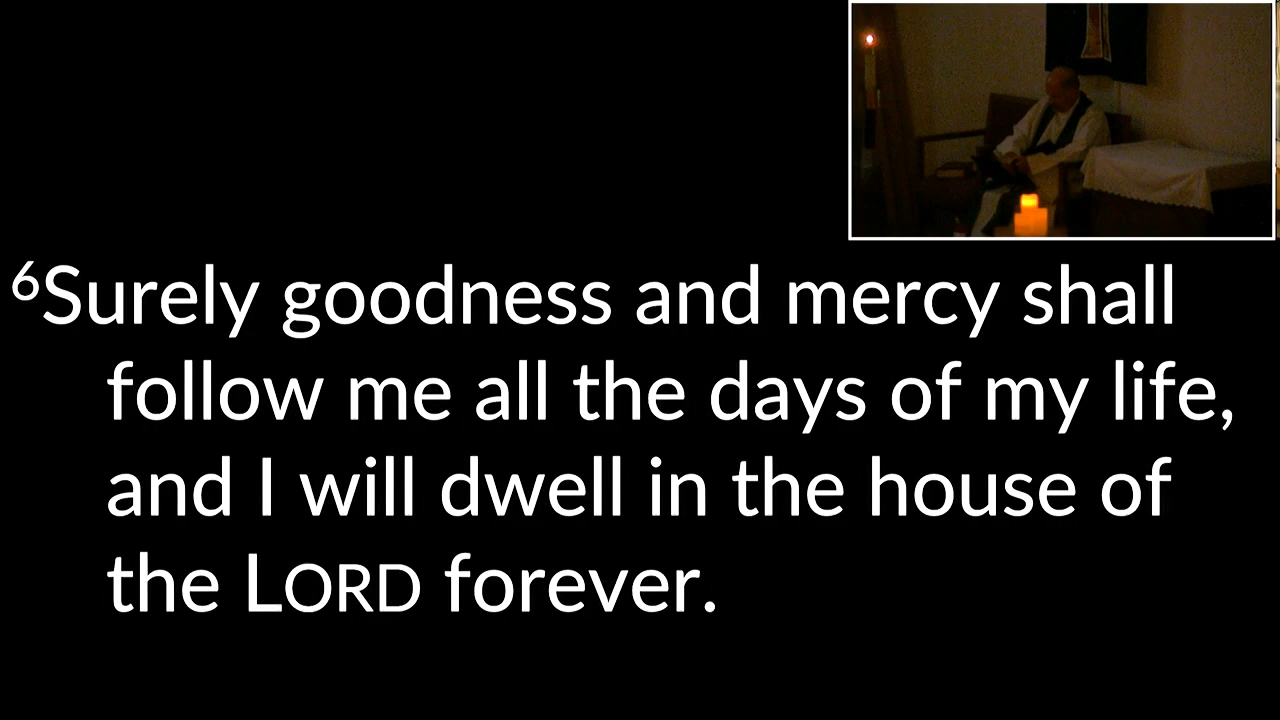 ⁶Surely goodness and mercy shall
follow me all the days of my life,
and I will dwell in the house of
the LORD forever.